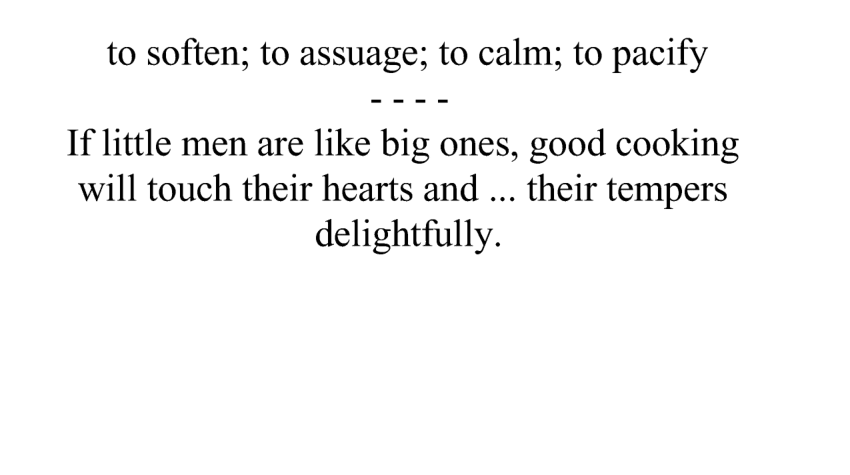 to soften; to assuage; to calm; to pacify
- - - -
If little men are like big ones, good cooking
will touch their hearts and ... their tempers
delightfully.